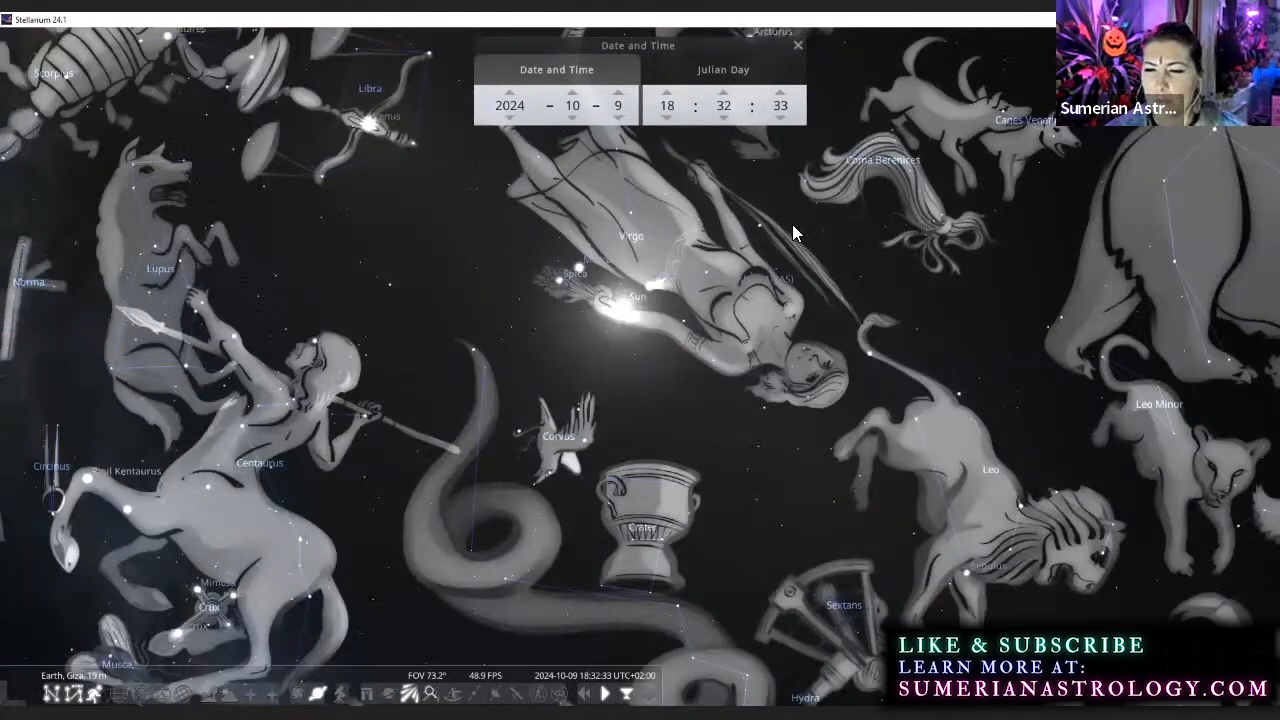 Stellarium 24.1
Arcturus
Date and Time
Date and Time
Julian Day
2024 - 10 - 9
18 : 32 : 33
Sumerian Astr...
Scorpius
Libra
Coma Berenices
Virgo
Spica
Sun
Lupus
Norma
Leo Minor
Corvus
Leo
Centaurus
Circinus
Crater
Regulus
Mimosa
Crux
Sextans
Musca
Hydra
LIKE & SUBSCRIBE
LEARN MORE AT:
SUMERIANASTROLOGY.COM
Earth, Giza, 19 m
FOV 73.2°
48.9 FPS
2024-10-09 18:32:33 UTC+02:00